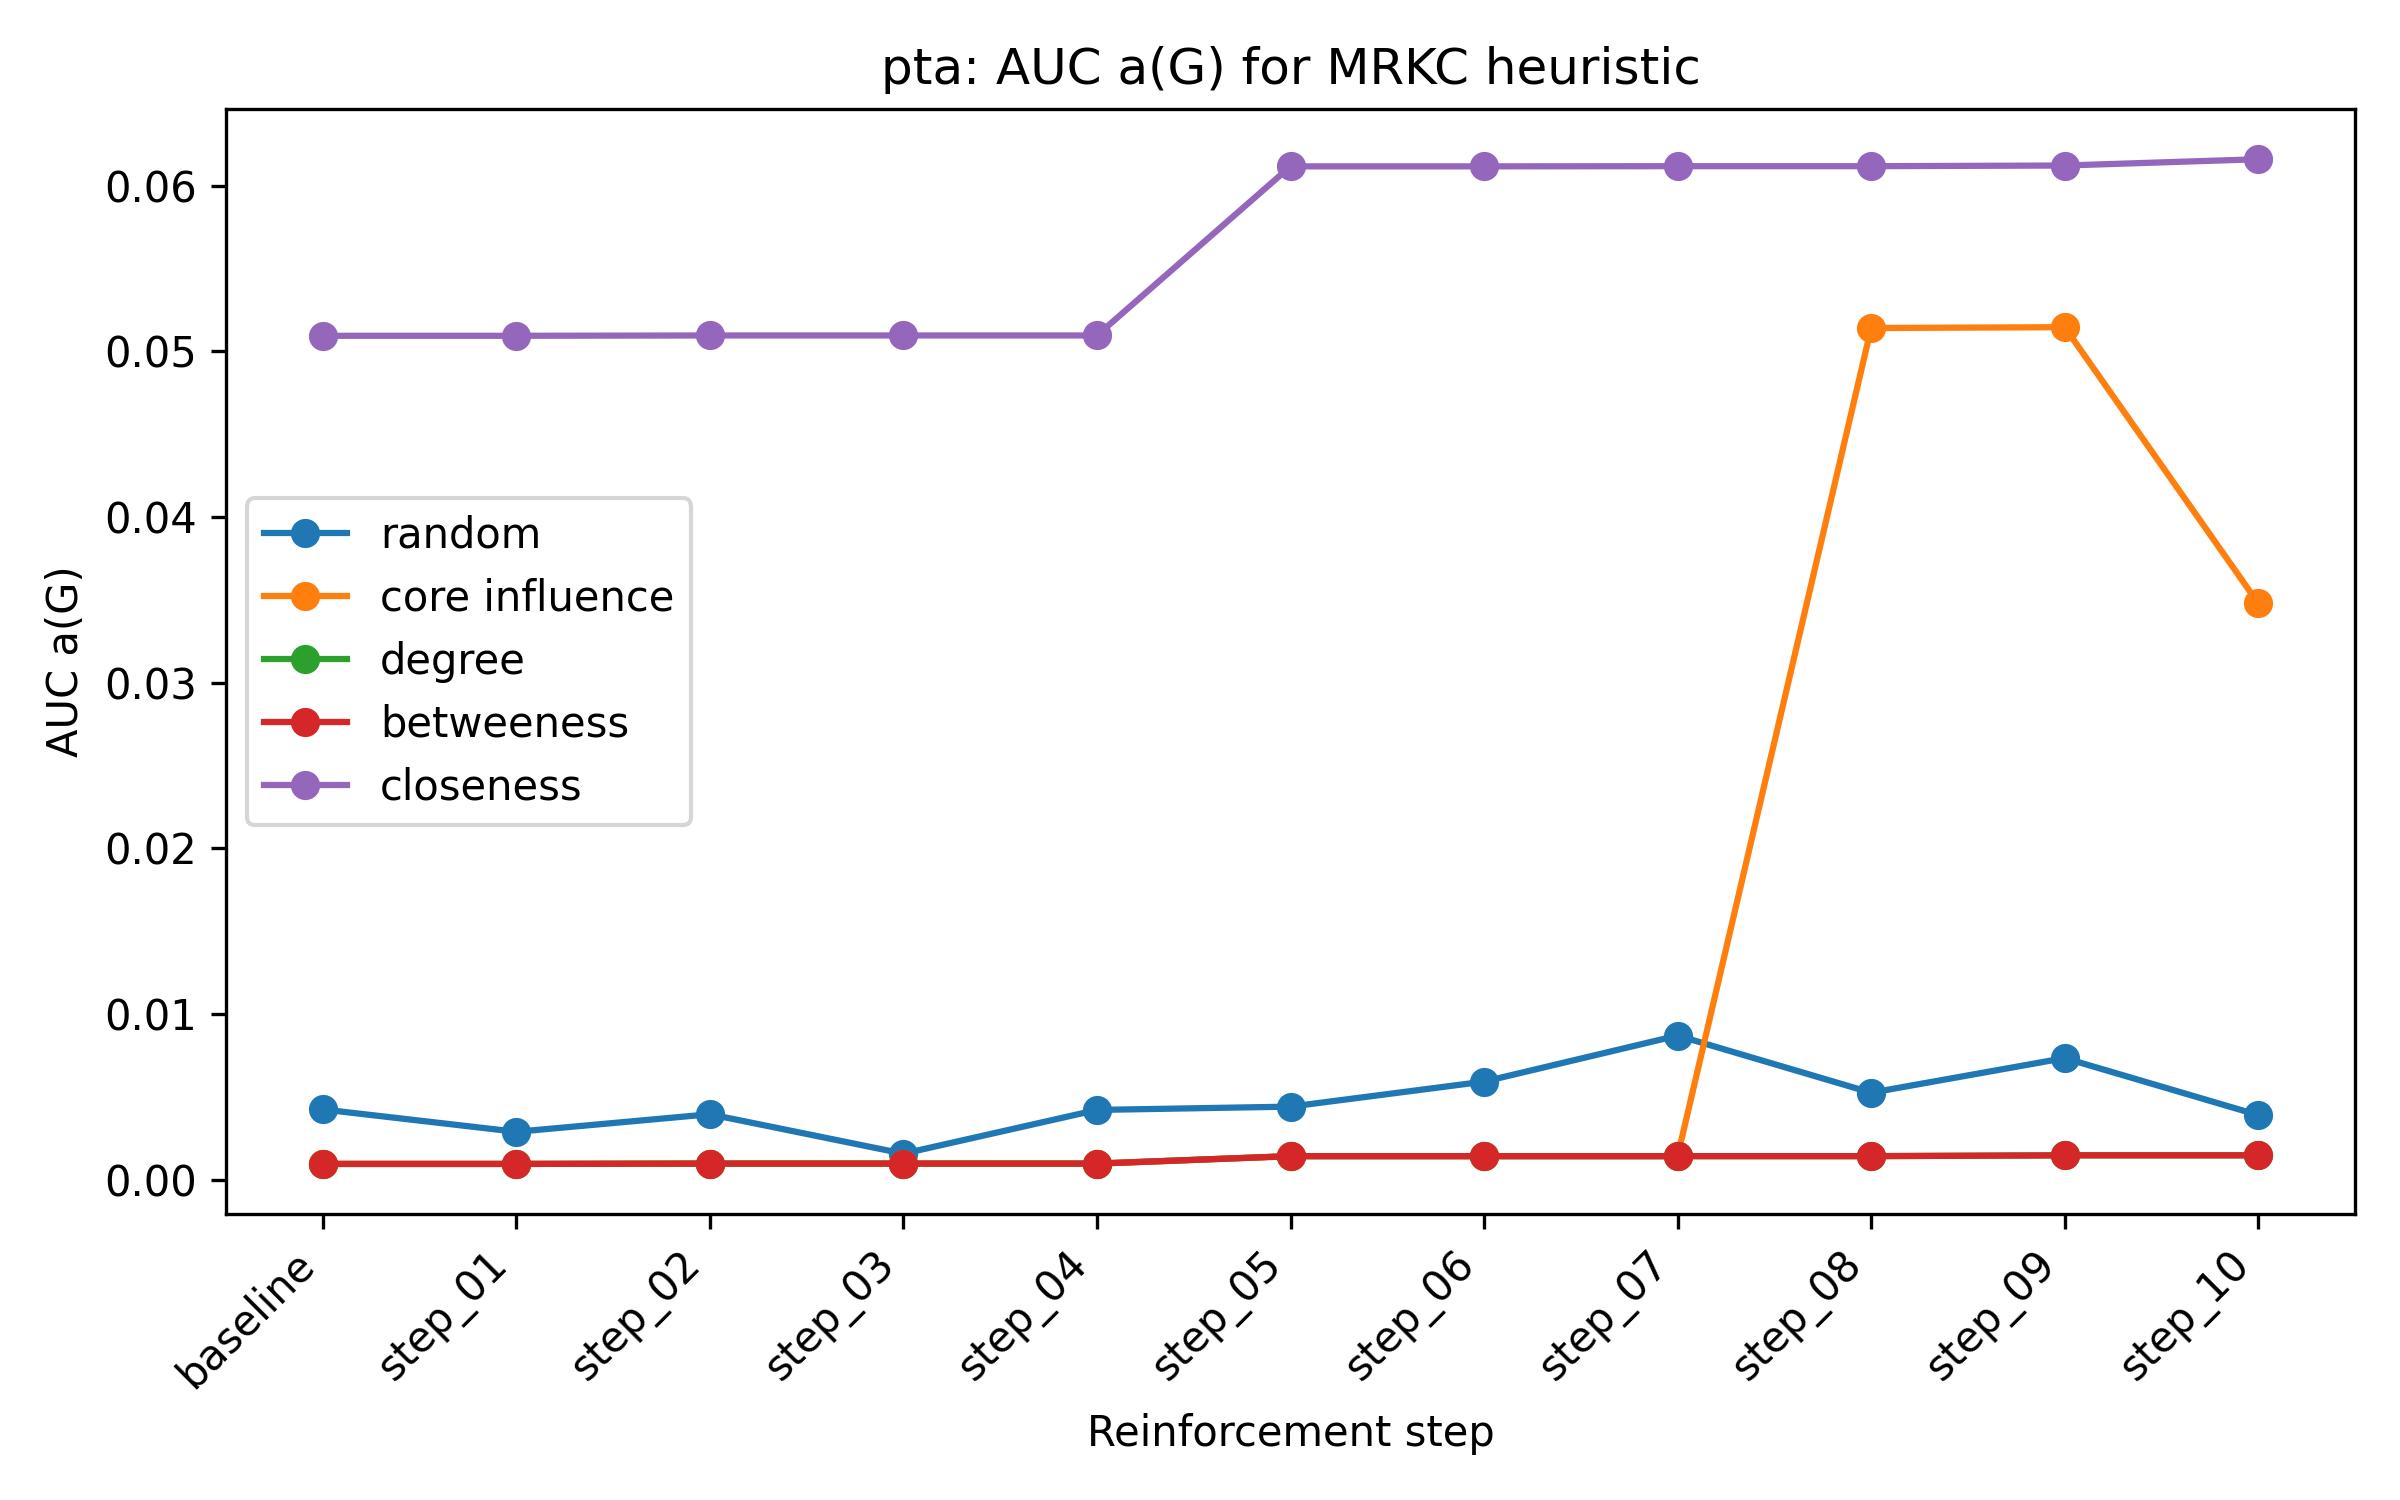 pta: AUC a(G) for MRKC heuristic
AUC a(G)
0.06
0.05
0.04
0.03
0.02
0.01
0.00
random
core influence
degree
betweeness
closeness
baseline
step_01
step_02
step_03
step_04
step_05
step_06
step_07
step_08
step_09
step_10
Reinforcement step